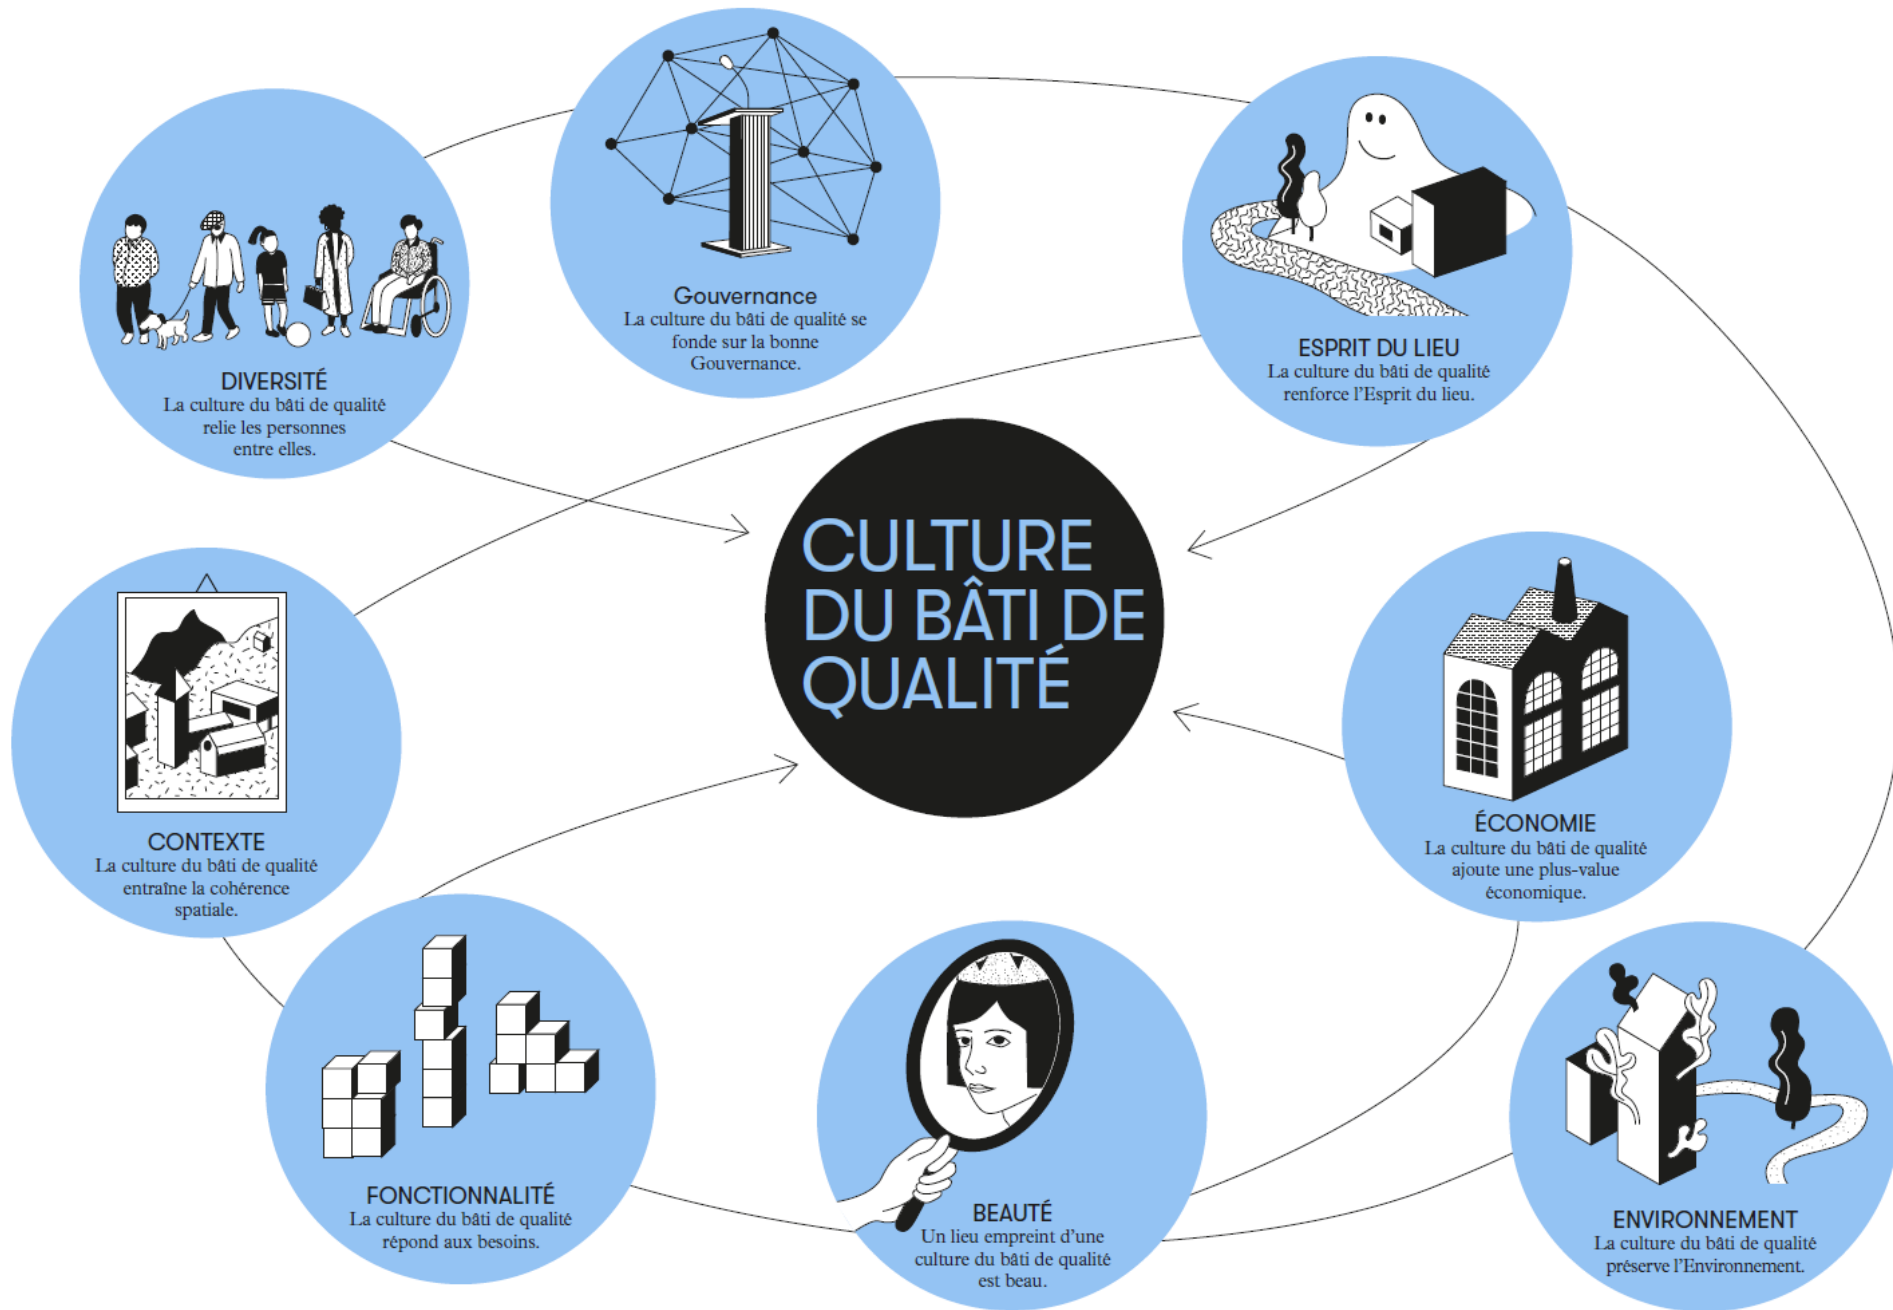 Gouvernance
La culture du bâti de qualité se
fonde sur la bonne
Gouvernance.
ESPRIT DU LIEU
La culture du bâti de qualité
renforce l'Esprit du lieu.
DIVERSITÉ
La culture du bâti de qualité
relie les personnes
entre elles.
CULTURE
DU BÂTI DE
QUALITÉ
CONTEXTE
La culture du bâti de qualité
entraîne la cohérence
spatiale.
ÉCONOMIE
La culture du bâti de qualité
ajoute une plus-value
économique.
FONCTIONNALITÉ
La culture du bâti de qualité
répond aux besoins.
BEAUTÉ
Un lieu empreint d'une
culture du bâti de qualité
est beau.
ENVIRONNEMENT
La culture du bâti de qualité
préserve l'Environnement.